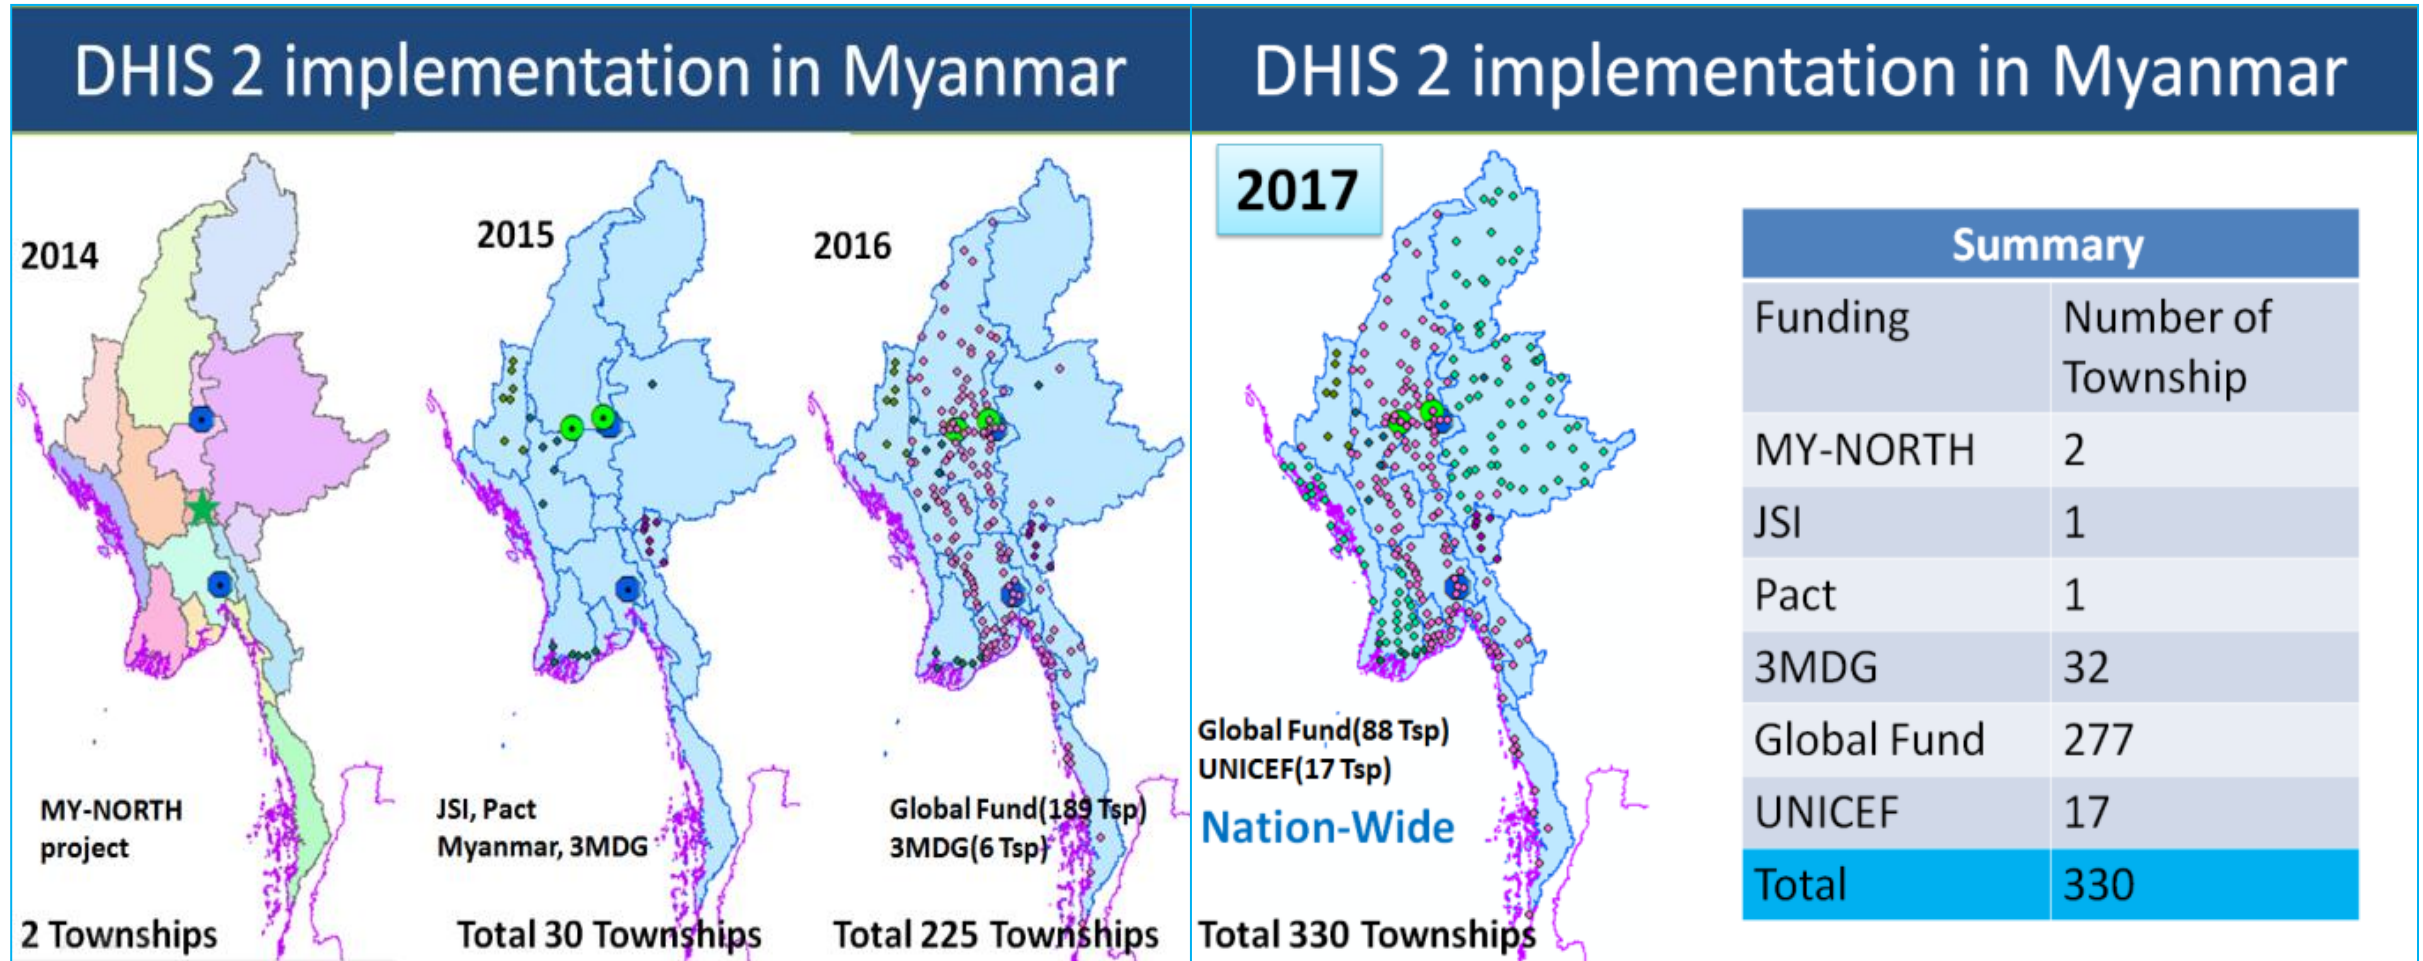 DHIS 2 implementation in Myanmar
2014
2015
2016
MY-NORTH
project
JSI, Pact
Myanmar, 3MDG
Global Fund(189 Tsp)
3MDG(6 Tsp)
2 Townships
Total 30 Townships
Total 225 Townships
DHIS 2 implementation in Myanmar
2017
Global Fund(88 Tsp)
UNICEF(17 Tsp)
Nation-Wide
Total 330 Townships
Summary
Funding
Number of
Township
MY-NORTH 2
JSI 1
Pact 1
3MDG 32
Global Fund 277
UNICEF 17
Total 330